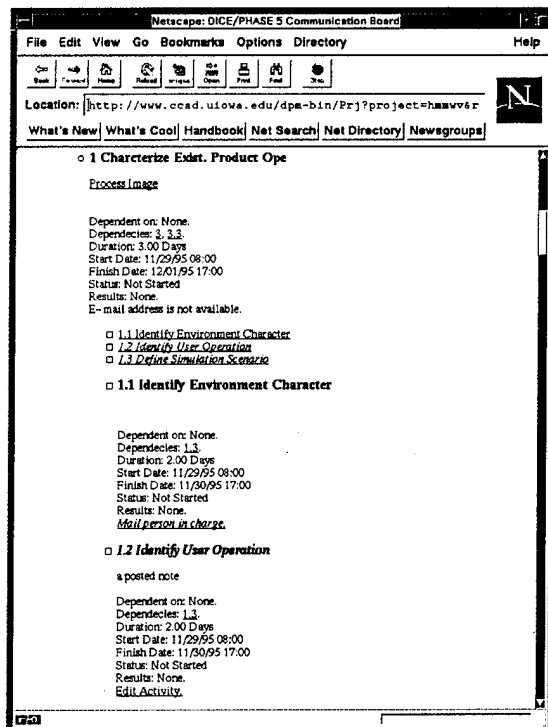 Netscape: DICE/PHASE 5 Communication Board
File Edit View Go Bookmarks Options Directory Help
Back Forward Home Reload Images Open Print Find Stop
N
Location: http://www.ccad.uiowa.edu/dpm-bin/Prj?project=hmmwv&r
What's New What's Cool Handbook Net Search Net Directory Newsgroups
1 Charcterize Exist. Product Ope
Process Image
Dependent on: None.
Dependecies: 3, 3.3.
Duration: 3.00 Days
Start Date: 11/29/95 08:00
Finish Date: 12/01/95 17:00
Status: Not Started
Results: None.
E-mail address is not available.
1.1 Identify Environment Character
1.2 Identify User Operation
1.3 Define Simulation Scenario
1.1 Identify Environment Character
Dependent on: None.
Dependecies: 1.3.
Duration: 2.00 Days
Start Date: 11/29/95 08:00
Finish Date: 11/30/95 17:00
Status: Not Started
Results: None.
Mail person in charge.
1.2 Identify User Operation
a posted note
Dependent on: None.
Dependecies: 1.3.
Duration: 2.00 Days
Start Date: 11/29/95 08:00
Finish Date: 11/30/95 17:00
Status: Not Started
Results: None.
Edit Activity.